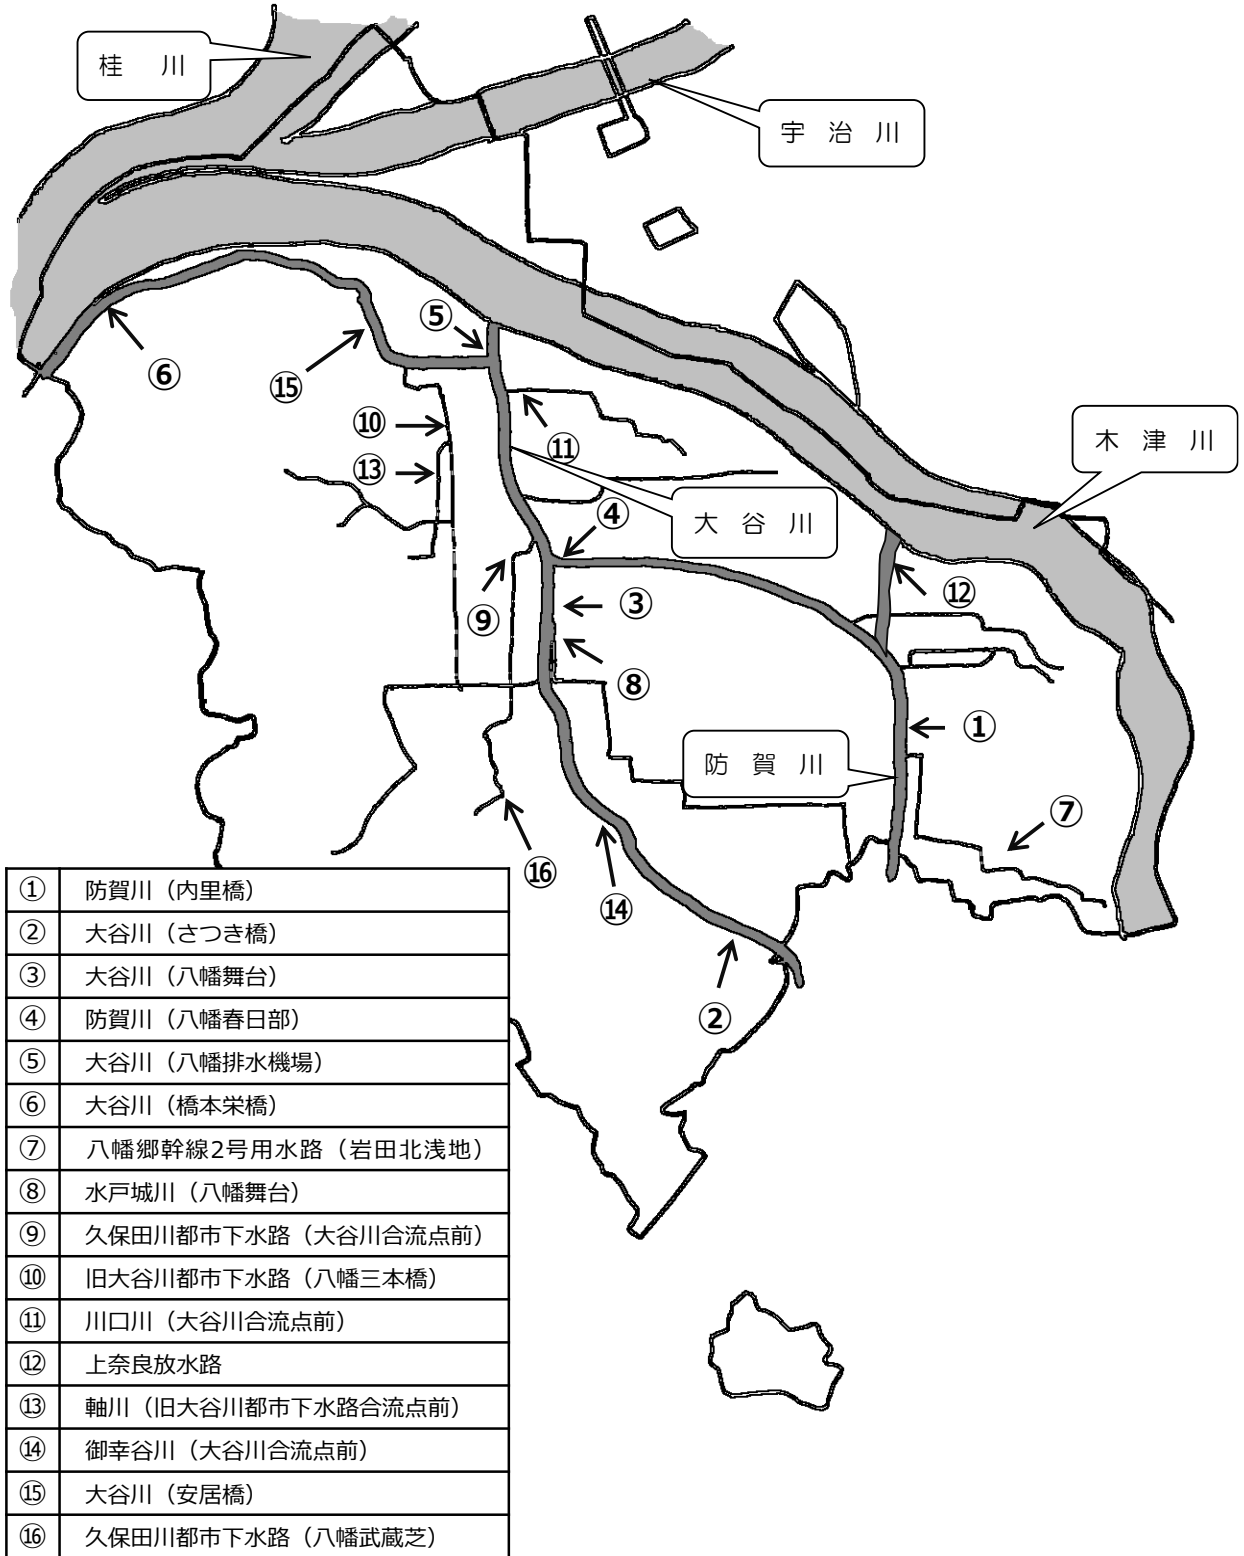 桂 川
宇 治 川
⑤
⑥
⑮
⑩
⑪
木 津 川
⑬
大 谷 川
④
⑫
③
⑨
⑧
①
防 賀 川
⑦
⑯
⑭
②
① 防賀川（内里橋）
② 大谷川（さつき橋）
③ 大谷川（八幡舞台）
④ 防賀川（八幡春日部）
⑤ 大谷川（八幡排水機場）
⑥ 大谷川（橋本栄橋）
⑦ 八幡郷幹線2号用水路（岩田北浅地）
⑧ 水戸城川（八幡舞台）
⑨ 久保田川都市下水路（大谷川合流点前）
⑩ 旧大谷川都市下水路（八幡三本橋）
⑪ 川口川（大谷川合流点前）
⑫ 上奈良放水路
⑬ 軸川（旧大谷川都市下水路合流点前）
⑭ 御幸谷川（大谷川合流点前）
⑮ 大谷川（安居橋）
⑯ 久保田川都市下水路（八幡武蔵芝）